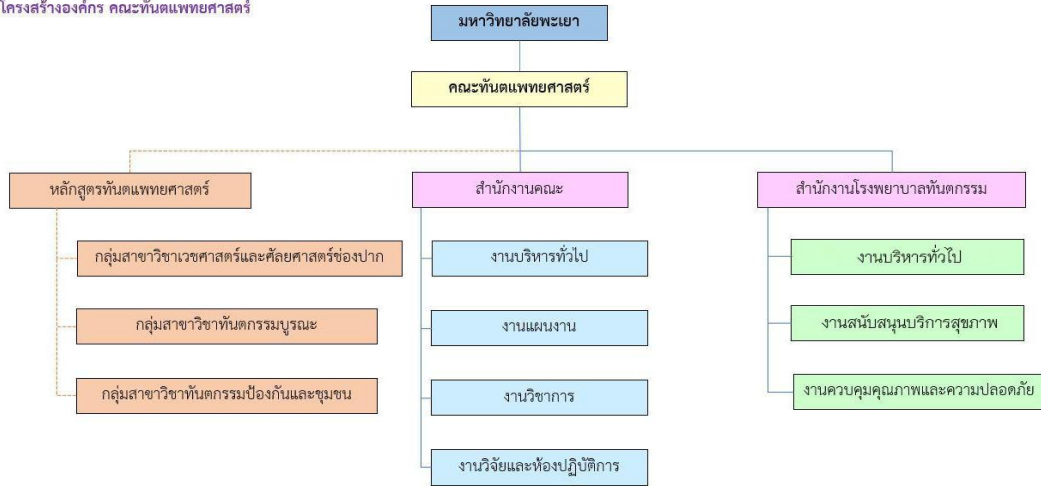 โครงสร้างองค์กร คณะทันตแพทยศาสตร์
มหาวิทยาลัยพะเยา
คณะทันตแพทยศาสตร์
หลักสูตรทันตแพทยศาสตร์
กลุ่มสาขาวิชาเวชศาสตร์และศัลยศาสตร์ช่องปาก
กลุ่มสาขาวิชาทันตกรรมบูรณะ
กลุ่มสาขาวิชาทันตกรรมป้องกันและชุมชน
สำนักงานคณะ
งานบริหารทั่วไป
งานแผนงาน
งานวิชาการ
งานวิจัยและห้องปฏิบัติการ
สำนักงานโรงพยาบาลทันตกรรม
งานบริหารทั่วไป
งานสนับสนุนบริการสุขภาพ
งานควบคุมคุณภาพและความปลอดภัย